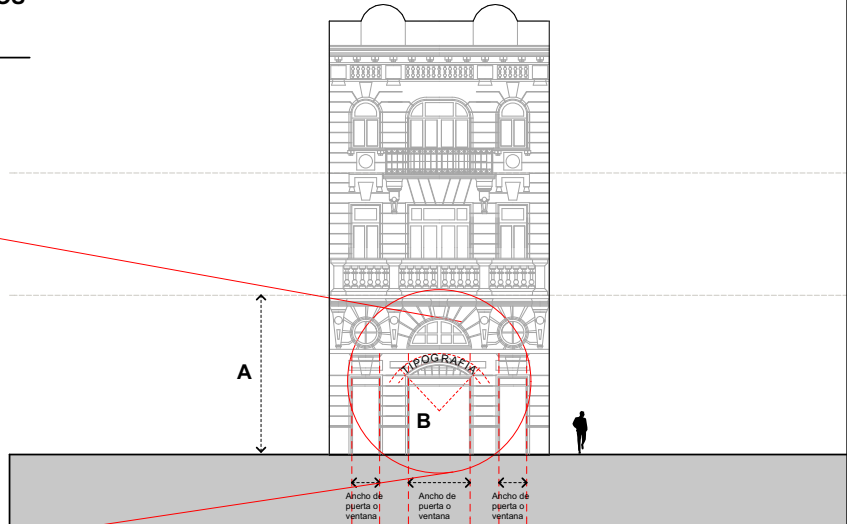 TIPOGRAFIA
A
B
Ancho de
puerta o
ventana
Ancho de
puerta o
ventana
Ancho de
puerta o
ventana